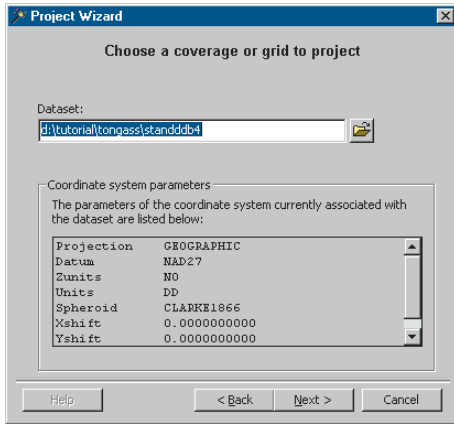 Project Wizard
Choose a coverage or grid to project
Dataset:
d:\tutorial\tongass\standddb4
Coordinate system parameters
The parameters of the coordinate system currently associated with
the dataset are listed below:
Projection GEOGRAPHIC
Datum NAD27
Zunits NO
Units DD
Spheroid CLARKE1866
Xshift 0.0000000000
Yshift 0.0000000000
Help
< Back
Next >
Cancel